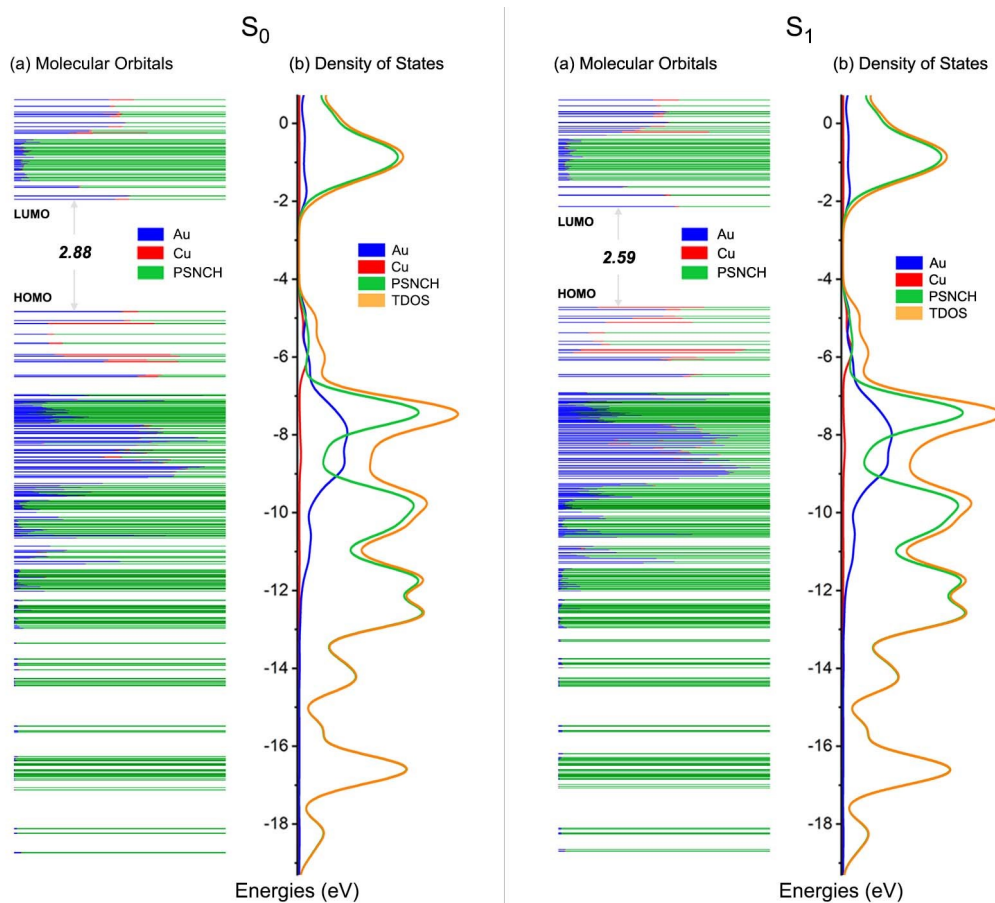 S₀
(a) Molecular Orbitals
(b) Density of States
LUMO
2.88
HOMO
Au
Cu
PSNCH
Au
Cu
PSNCH
TDOS
0
-2
-4
-6
-8
-10
-12
-14
-16
-18
Energies (eV)
S₁
(a) Molecular Orbitals
(b) Density of States
LUMO
2.59
HOMO
Au
Cu
PSNCH
Au
Cu
PSNCH
TDOS
0
-2
-4
-6
-8
-10
-12
-14
-16
-18
Energies (eV)